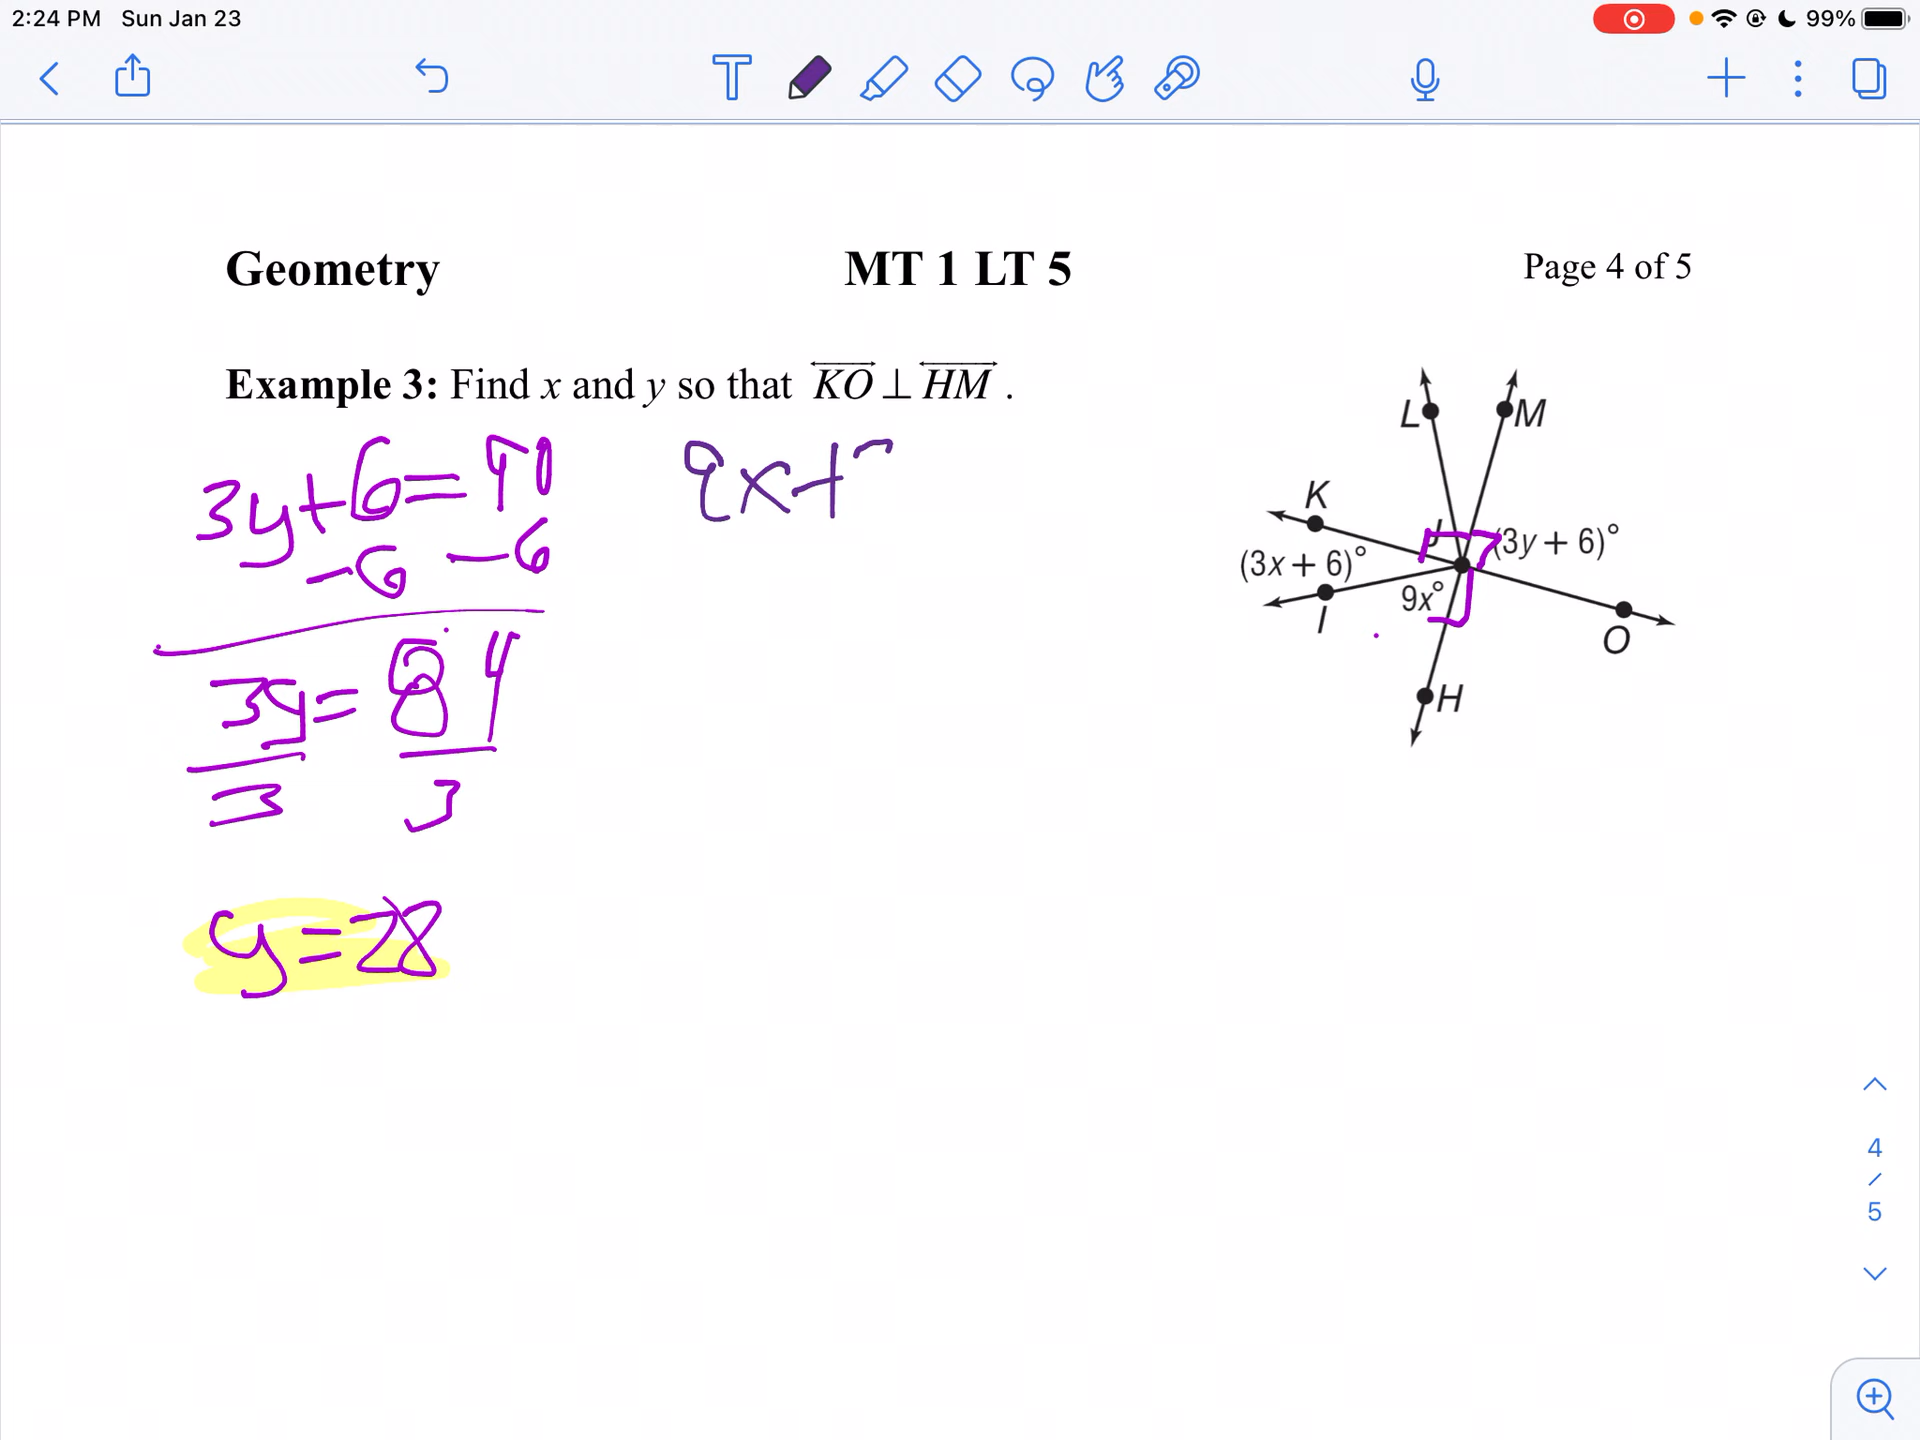 2:24 PM Sun Jan 23
99%
T
Geometry
MT 1 LT 5
Page 4 of 5
Example 3: Find x and y so that KO ⊥ HM .
3y+6=90
-6 -6
3y=84
3 3
y=28
9x+
L
M
K
J
(3y + 6)°
(3x + 6)°
9x°
I
O
H
4
/
5